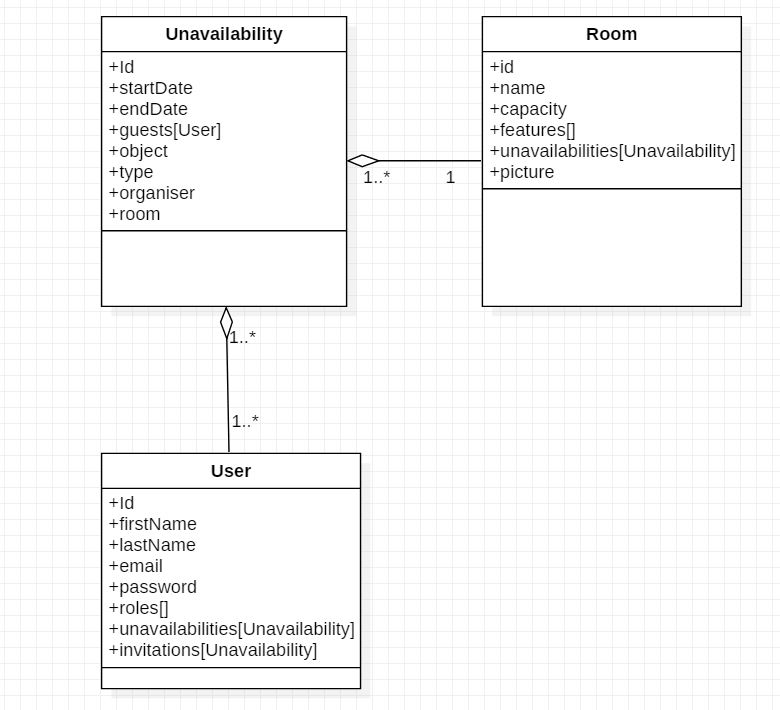 Unavailability
+Id
+startDate
+endDate
+guests[User]
+object
+type
+organiser
+room
Room
+id
+name
+capacity
+features[]
+unavailabilities[Unavailability]
+picture
1..*
1
1..*
1..*
User
+Id
+firstName
+lastName
+email
+password
+roles[]
+unavailabilities[Unavailability]
+invitations[Unavailability]